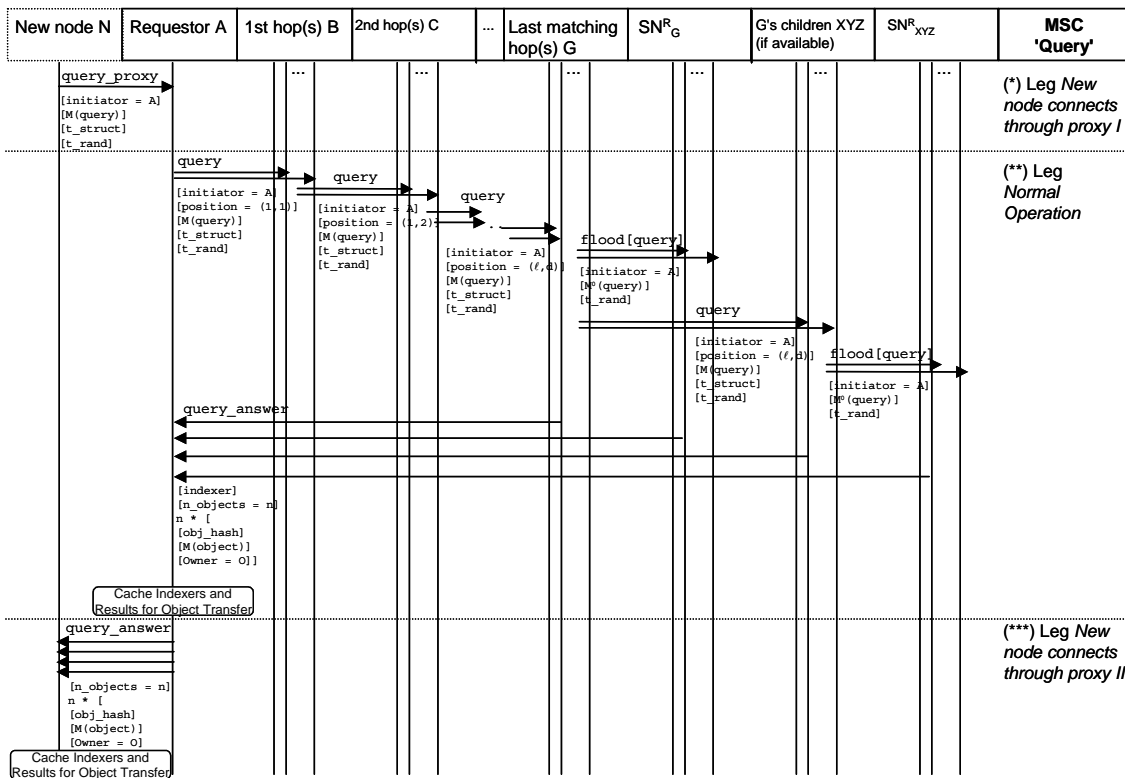 New node N
Requestor A
1st hop(s) B
2nd hop(s) C
...
Last matching
hop(s) G
SNᴿG
G's children XYZ
(if available)
SNᴿXYZ
MSC
'Query'
...
...
...
...
...
...
query_proxy
[initiator = A]
[M(query)]
[t_struct]
[t_rand]
(*) Leg New
node connects
through proxy I
query
[initiator = A]
[position = (1,1)]
[M(query)]
[t_struct]
[t_rand]
query
[initiator = A]
[position = (1,2)]
[M(query)]
[t_struct]
[t_rand]
query
..
[initiator = A]
[position = (ℓ,d)]
[M(query)]
[t_struct]
[t_rand]
flood[query]
[initiator = A]
[M⁰(query)]
[t_rand]
query
[initiator = A]
[position = (ℓ,d)]
[M(query)]
[t_struct]
[t_rand]
flood[query]
[initiator = A]
[M⁰(query)]
[t_rand]
(**) Leg
Normal
Operation
query_answer
[indexer]
[n_objects = n]
n * [
[obj_hash]
[M(object)]
[Owner = O]]
Cache Indexers and
Results for Object Transfer
query_answer
[n_objects = n]
n * [
[obj_hash]
[M(object)]
[Owner = O]
Cache Indexers and
Results for Object Transfer
(***) Leg New
node connects
through proxy II